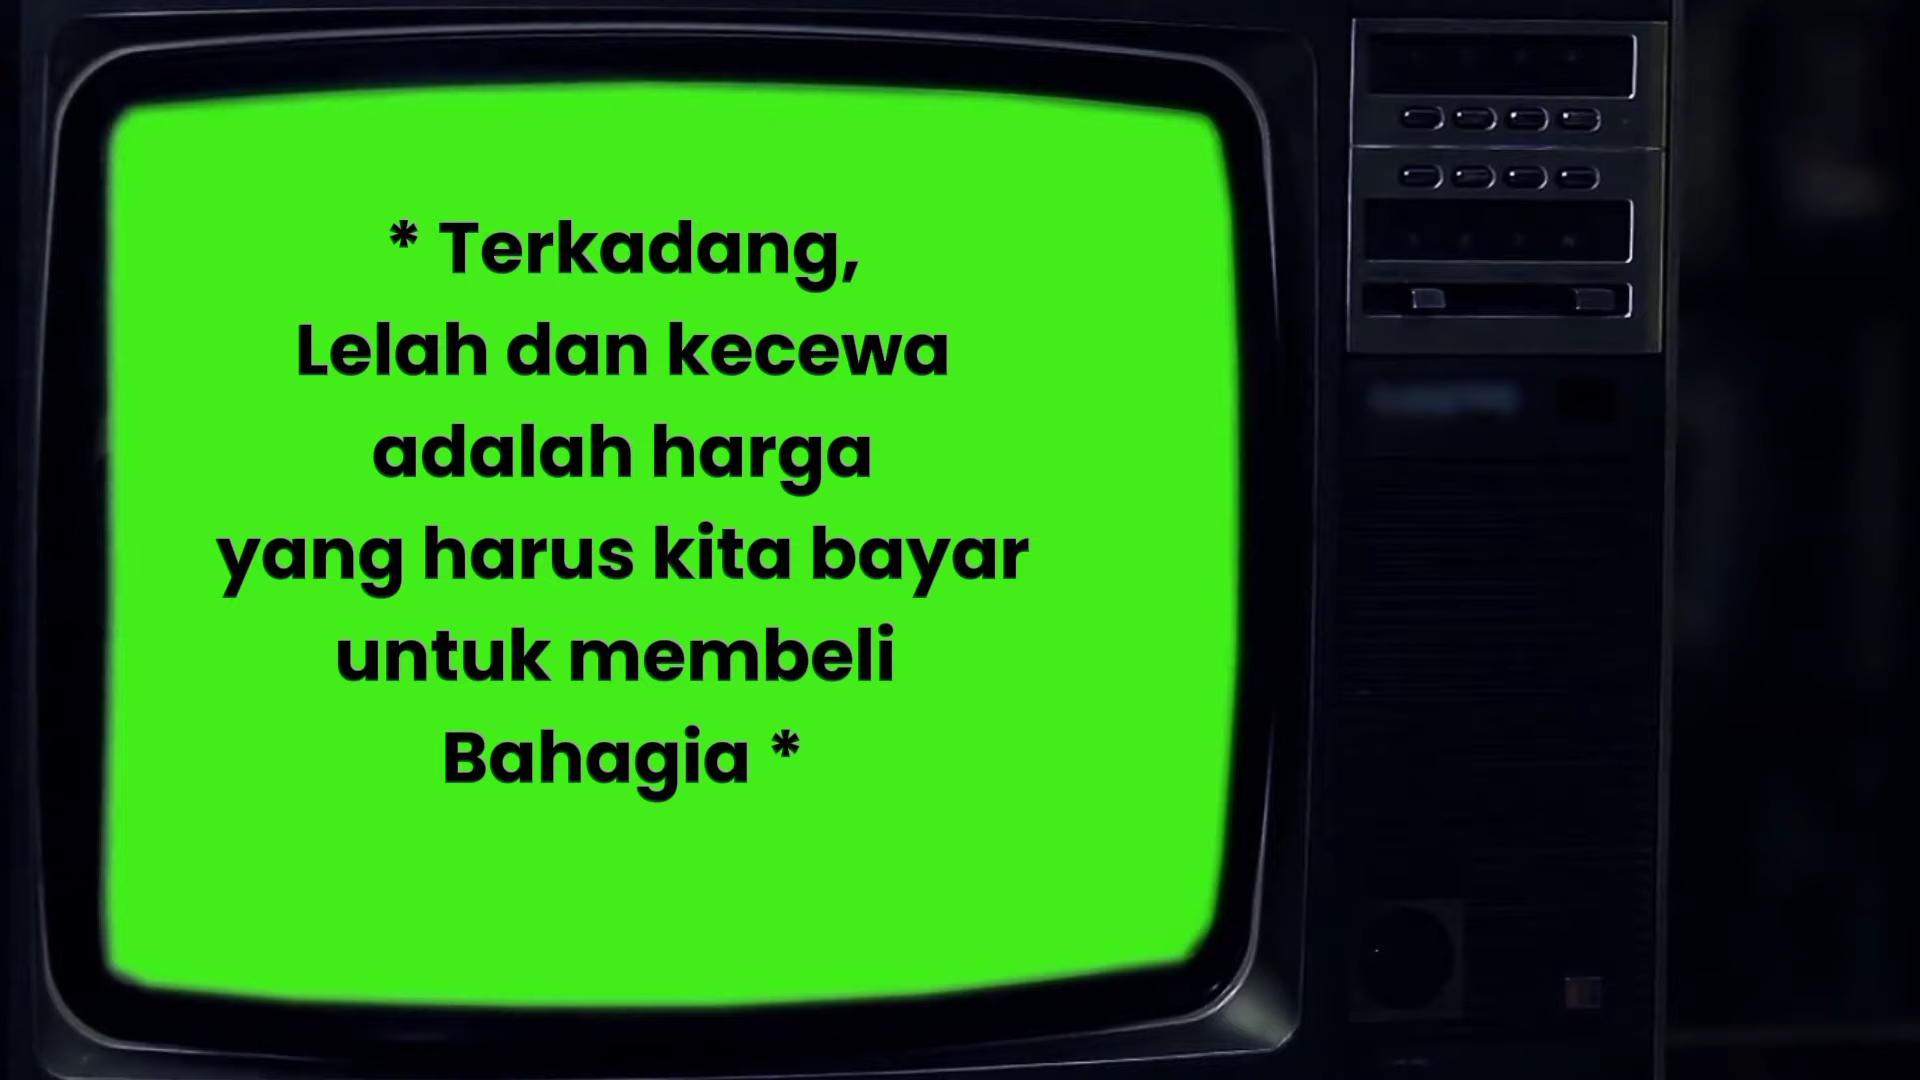 * Terkadang,
Lelah dan kecewa
adalah harga
yang harus kita bayar
untuk membeli
Bahagia *